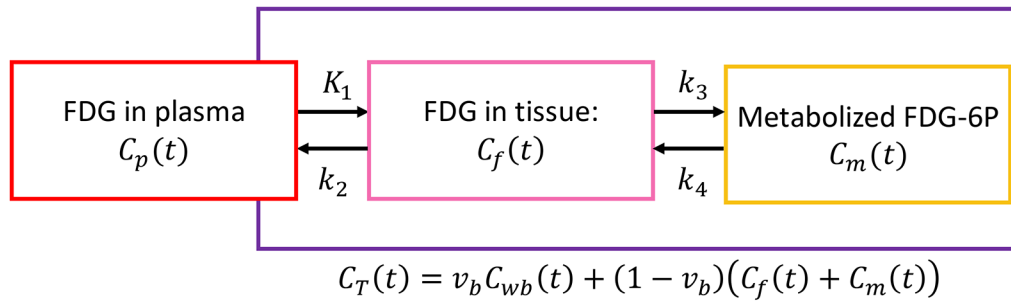 FDG in plasma
C_p(t)
K_1
k_2
FDG in tissue:
C_f(t)
k_3
k_4
Metabolized FDG-6P
C_m(t)
C_T(t) = v_b C_wb(t) + (1 − v_b)(C_f(t) + C_m(t))